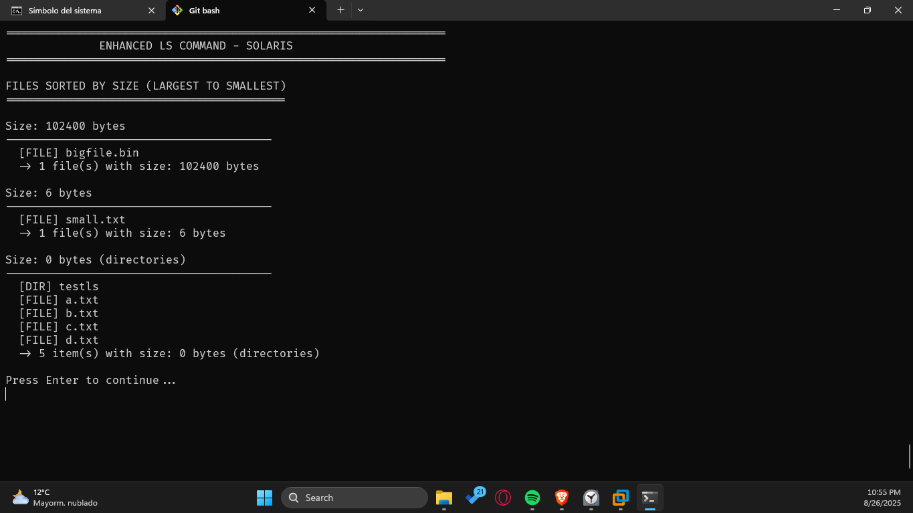 Símbolo del sistema
Git bash
ENHANCED LS COMMAND - SOLARIS
FILES SORTED BY SIZE (LARGEST TO SMALLEST)
Size: 102400 bytes
[FILE] bigfile.bin
-> 1 file(s) with size: 102400 bytes
Size: 6 bytes
[FILE] small.txt
-> 1 file(s) with size: 6 bytes
Size: 0 bytes (directories)
[DIR] testls
[FILE] a.txt
[FILE] b.txt
[FILE] c.txt
[FILE] d.txt
-> 5 item(s) with size: 0 bytes (directories)
Press Enter to continue...
12°C
Mayorm. nublado
Search
21
10:55 PM
8/26/2025